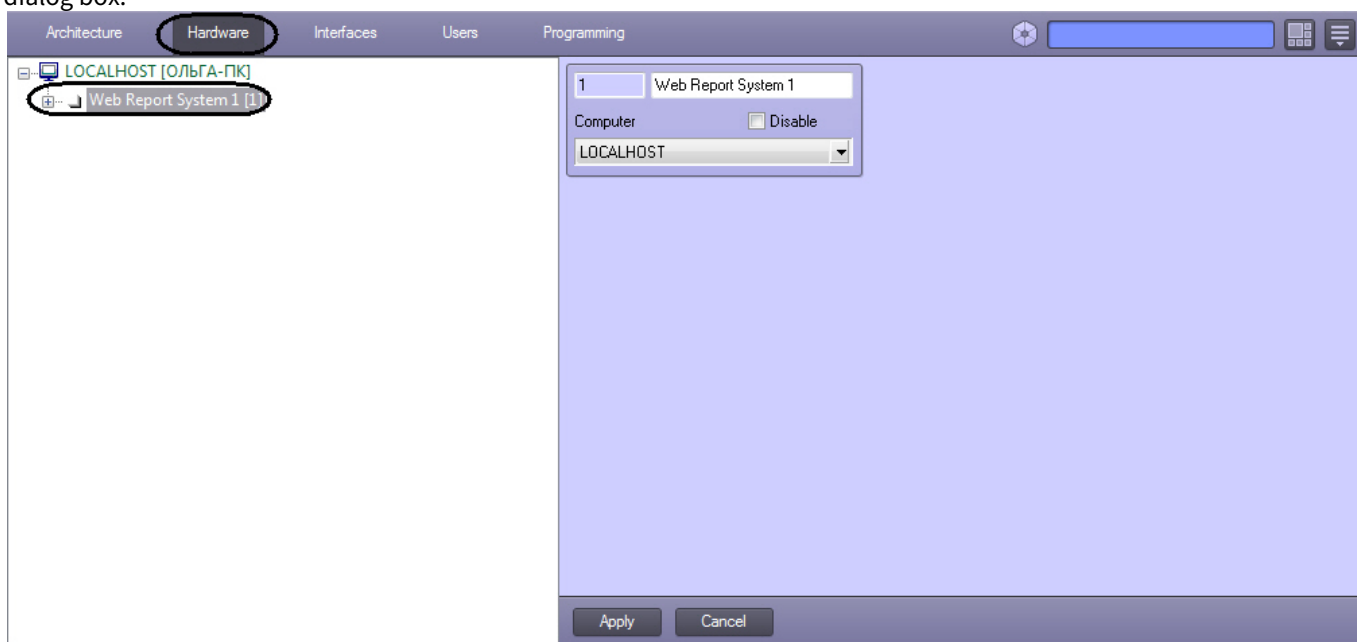 dialog box.
Architecture Hardware Interfaces Users Programming
LOCALHOST [ОЛЬГА-ПК]
Web Report System 1 [1]
1 Web Report System 1
Computer Disable
LOCALHOST
Apply Cancel